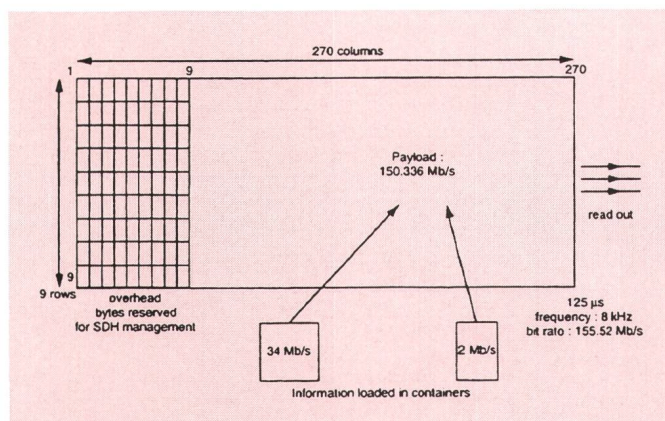 270 columns
1
9
270
Payload :
150.336 Mb/s
read out
9
9 rows
overhead
bytes reserved
for SDH management
125 µs
frequency : 8 kHz
bit rato : 155.52 Mb/s
34 Mb/s
2 Mb/s
Information loaded in containers